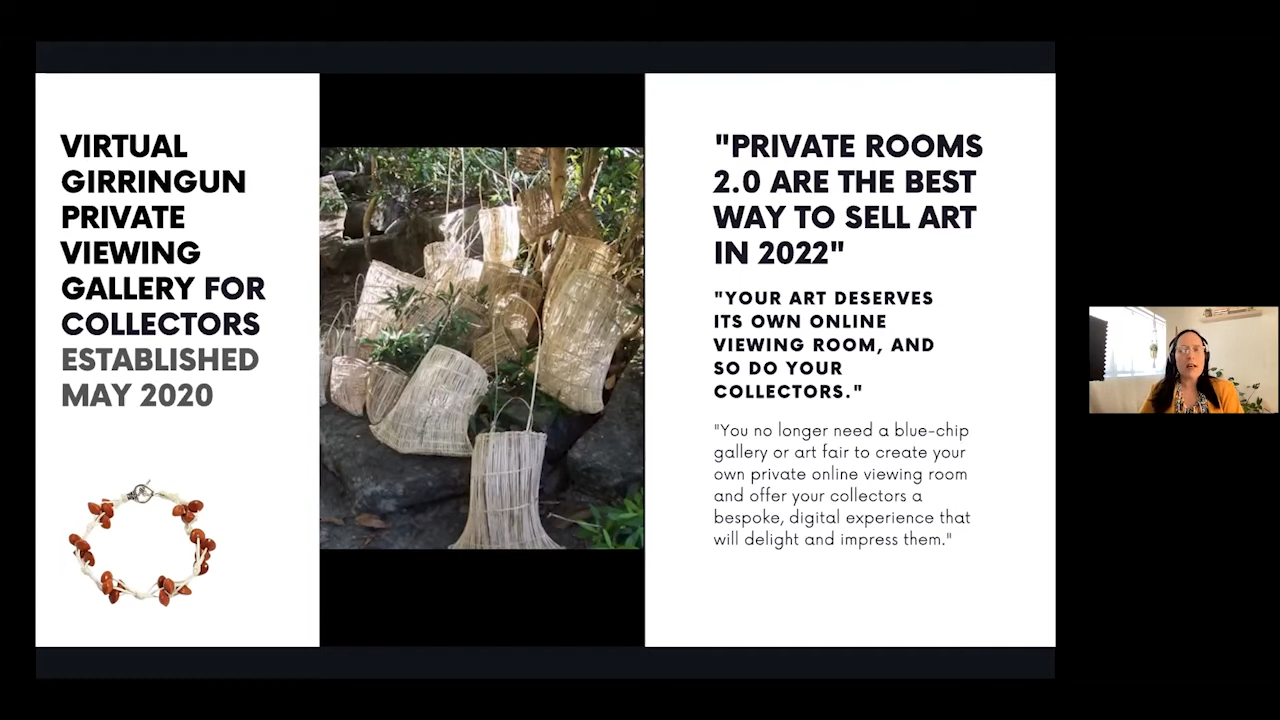 VIRTUAL
GIRRINGUN
PRIVATE
VIEWING
GALLERY FOR
COLLECTORS
ESTABLISHED
MAY 2020
"PRIVATE ROOMS
2.0 ARE THE BEST
WAY TO SELL ART
IN 2022"
"YOUR ART DESERVES
ITS OWN ONLINE
VIEWING ROOM, AND
SO DO YOUR
COLLECTORS."
"You no longer need a blue-chip
gallery or art fair to create your
own private online viewing room
and offer your collectors a
bespoke, digital experience that
will delight and impress them."